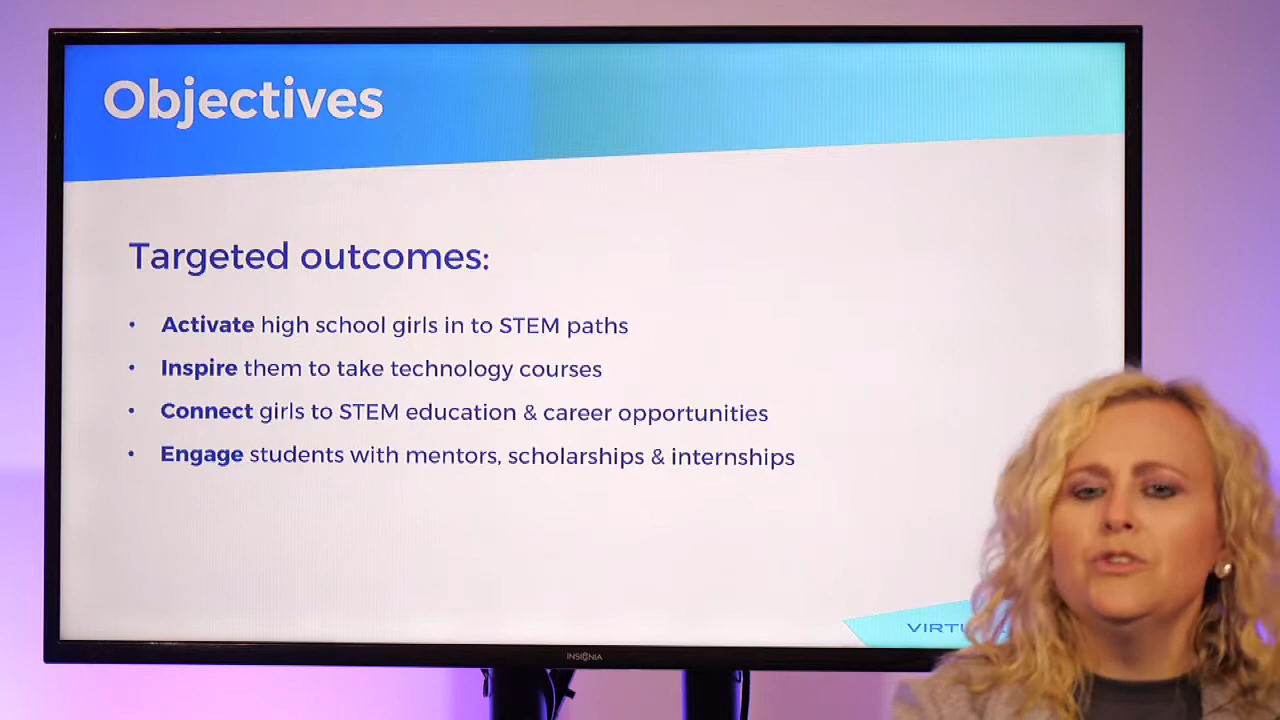 Objectives
Targeted outcomes:
• Activate high school girls in to STEM paths
• Inspire them to take technology courses
• Connect girls to STEM education & career opportunities
• Engage students with mentors, scholarships & internships
INSIGNIA